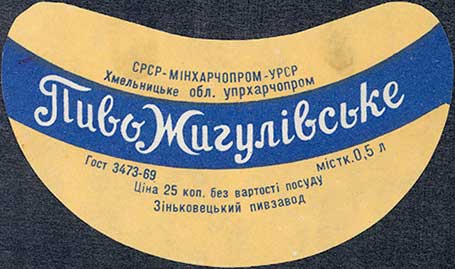 СРСР-МІНХАРЧОПРОМ-УРСР
Хмельницьке обл. упрхарчопром
Пиво Жигулівське
Гост 3473-69 містк. 0,5 л
Ціна 25 коп. без вартості посуду
Зіньковецький пивзавод